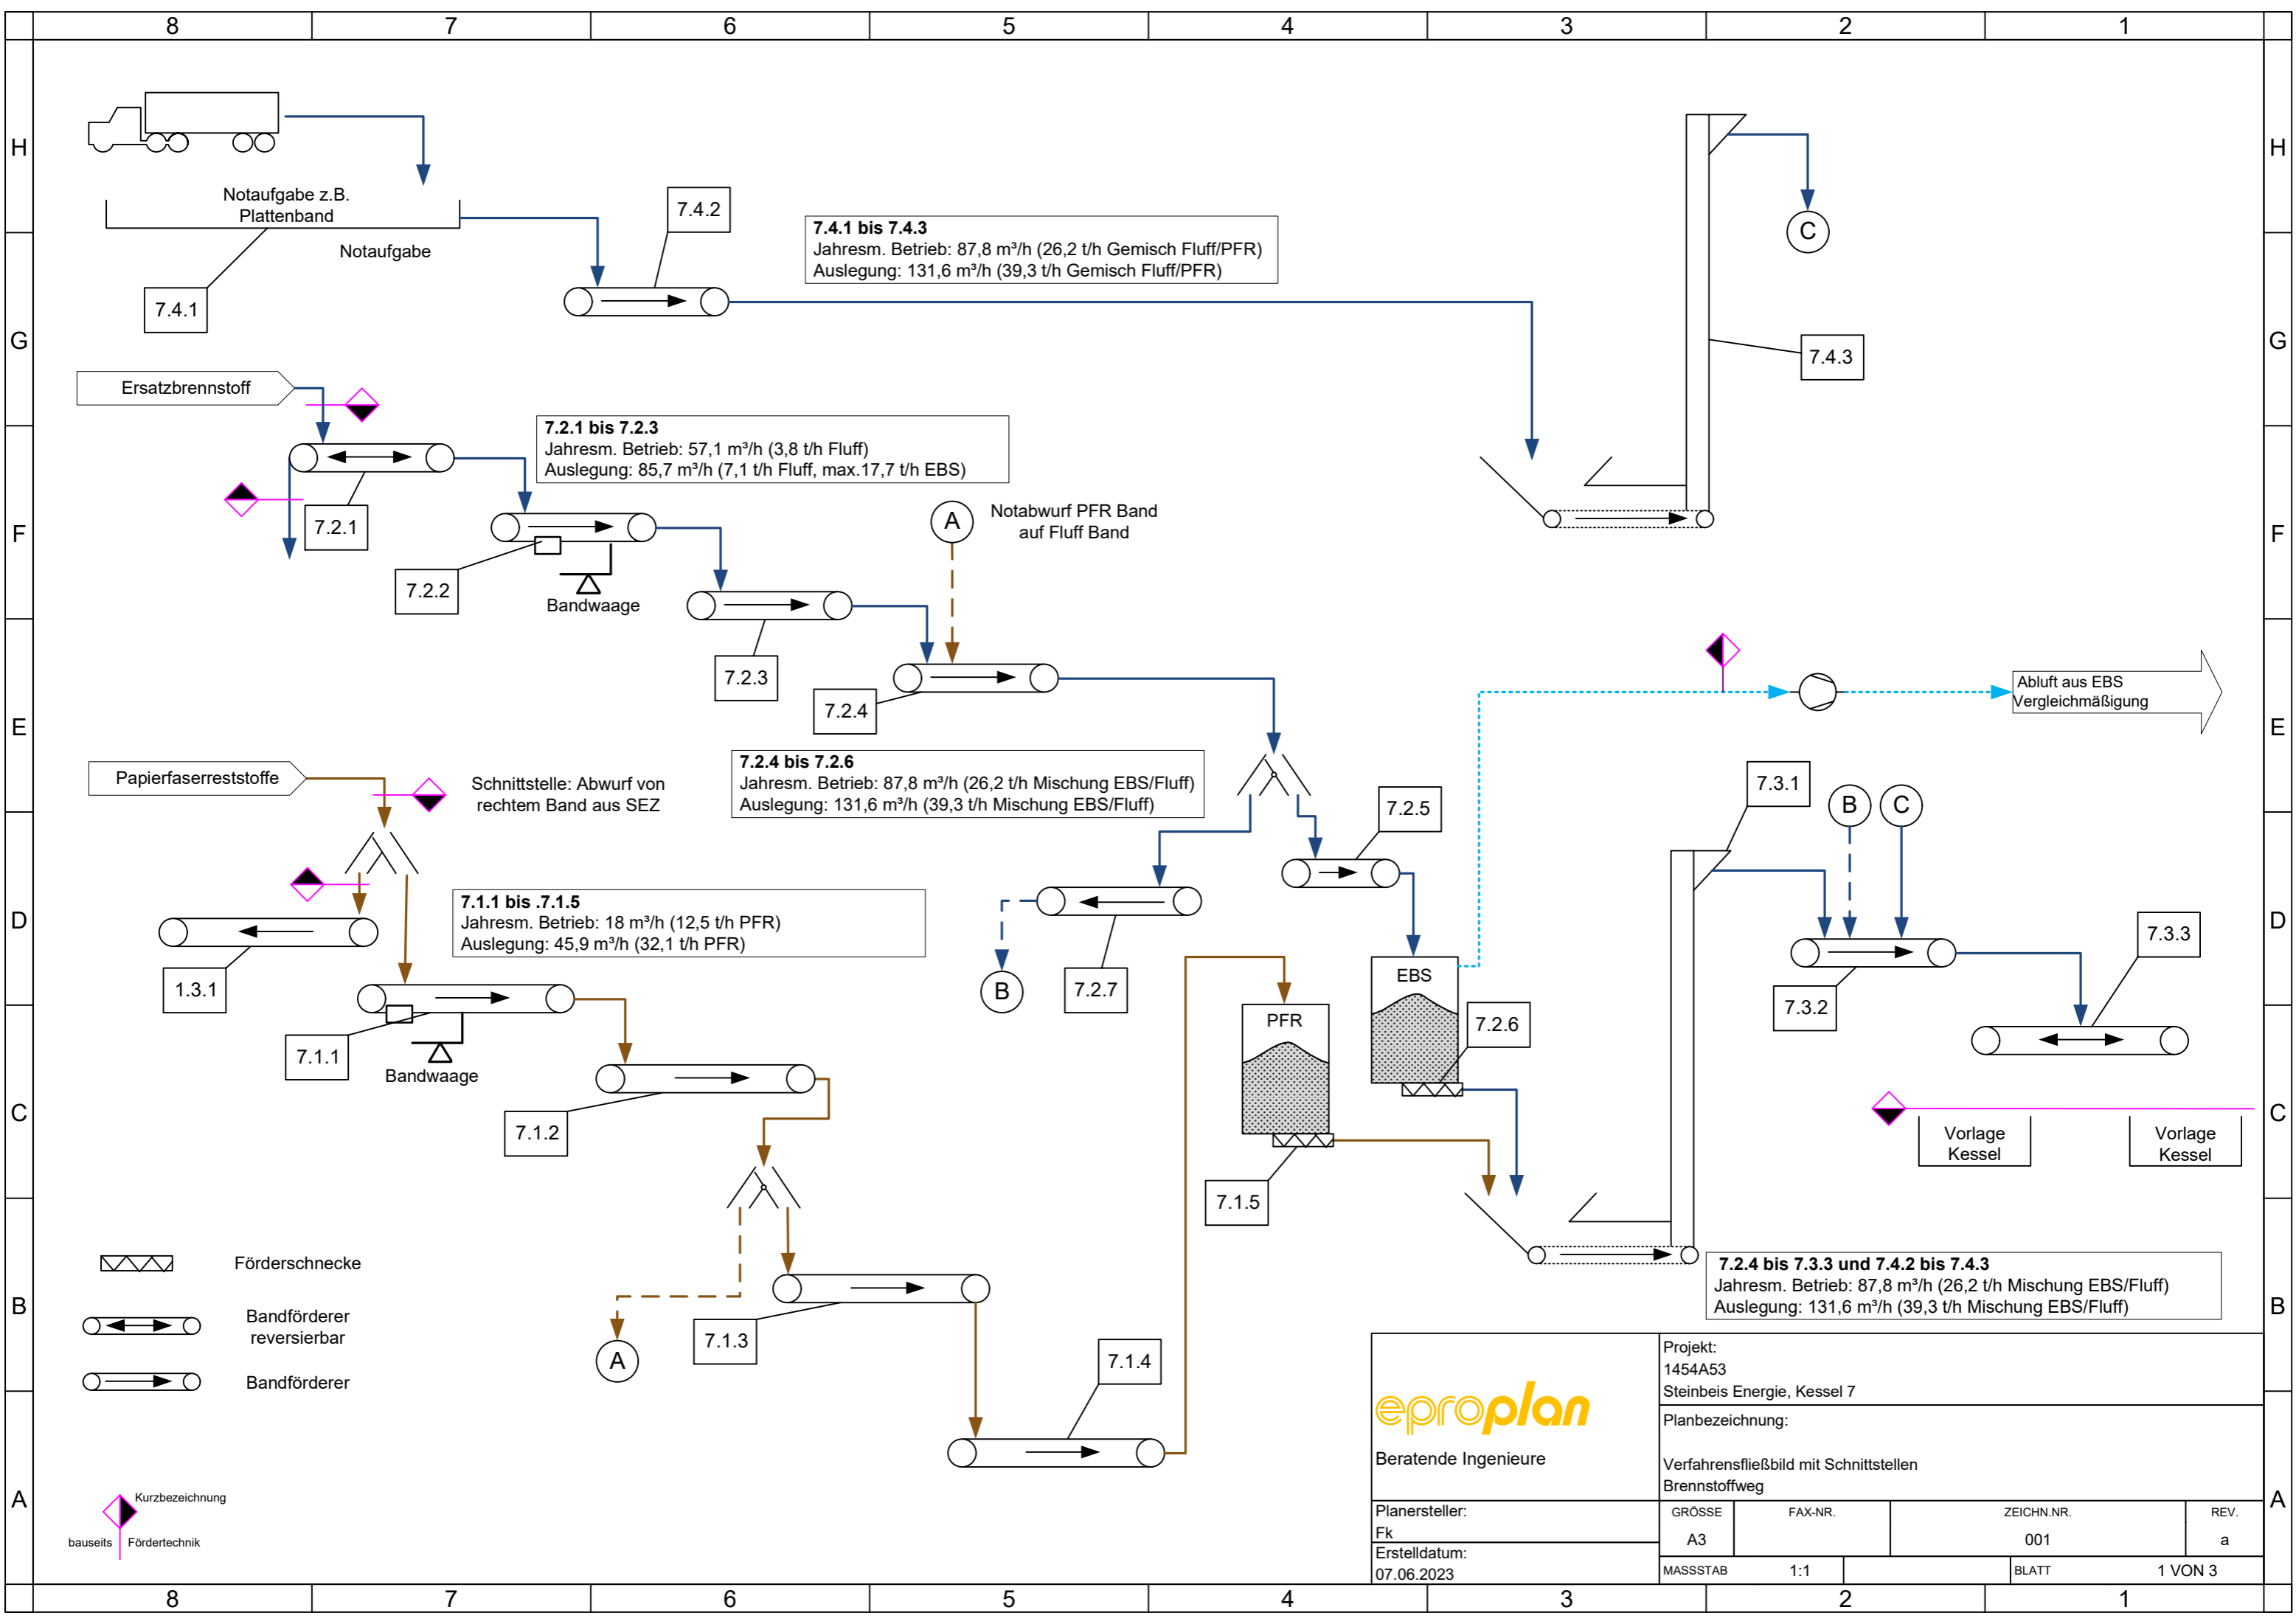 8 7 6 5 4 3 2 1
H
H
Notaufgabe z.B.
Plattenband
Notaufgabe
7.4.1
7.4.2
7.4.1 bis 7.4.3
Jahresm. Betrieb: 87,8 m³/h (26,2 t/h Gemisch Fluff/PFR)
Auslegung: 131,6 m³/h (39,3 t/h Gemisch Fluff/PFR)
C
G
G
7.4.3
Ersatzbrennstoff
7.2.1 bis 7.2.3
Jahresm. Betrieb: 57,1 m³/h (3,8 t/h Fluff)
Auslegung: 85,7 m³/h (7,1 t/h Fluff, max.17,7 t/h EBS)
F
F
7.2.1
7.2.2
Bandwaage
A
Notabwurf PFR Band
auf Fluff Band
7.2.3
7.2.4
E
E
Abluft aus EBS
Vergleichmäßigung
7.2.4 bis 7.2.6
Jahresm. Betrieb: 87,8 m³/h (26,2 t/h Mischung EBS/Fluff)
Auslegung: 131,6 m³/h (39,3 t/h Mischung EBS/Fluff)
Papierfaserreststoffe
Schnittstelle: Abwurf von
rechtem Band aus SEZ
7.2.5
7.3.1
B
C
D
D
7.1.1 bis .7.1.5
Jahresm. Betrieb: 18 m³/h (12,5 t/h PFR)
Auslegung: 45,9 m³/h (32,1 t/h PFR)
1.3.1
7.1.1
Bandwaage
B
7.2.7
EBS
PFR
7.2.6
7.3.2
7.3.3
C
C
7.1.2
7.1.5
Vorlage
Kessel
Vorlage
Kessel
B
B
Förderschnecke
Bandförderer
reversierbar
Bandförderer
A
7.1.3
7.1.4
7.2.4 bis 7.3.3 und 7.4.2 bis 7.4.3
Jahresm. Betrieb: 87,8 m³/h (26,2 t/h Mischung EBS/Fluff)
Auslegung: 131,6 m³/h (39,3 t/h Mischung EBS/Fluff)
A
A
Kurzbezeichnung
bauseits
Fördertechnik
eproplan
Beratende Ingenieure
Projekt:
1454A53
Steinbeis Energie, Kessel 7
Planbezeichnung:
Verfahrensfließbild mit Schnittstellen
Brennstoffweg
Planersteller:
Fk
Erstelldatum:
07.06.2023
GRÖSSE
A3
FAX-NR.
ZEICHN.NR.
001
REV.
a
MASSSTAB 1:1
BLATT 1 VON 3
8 7 6 5 4 3 2 1